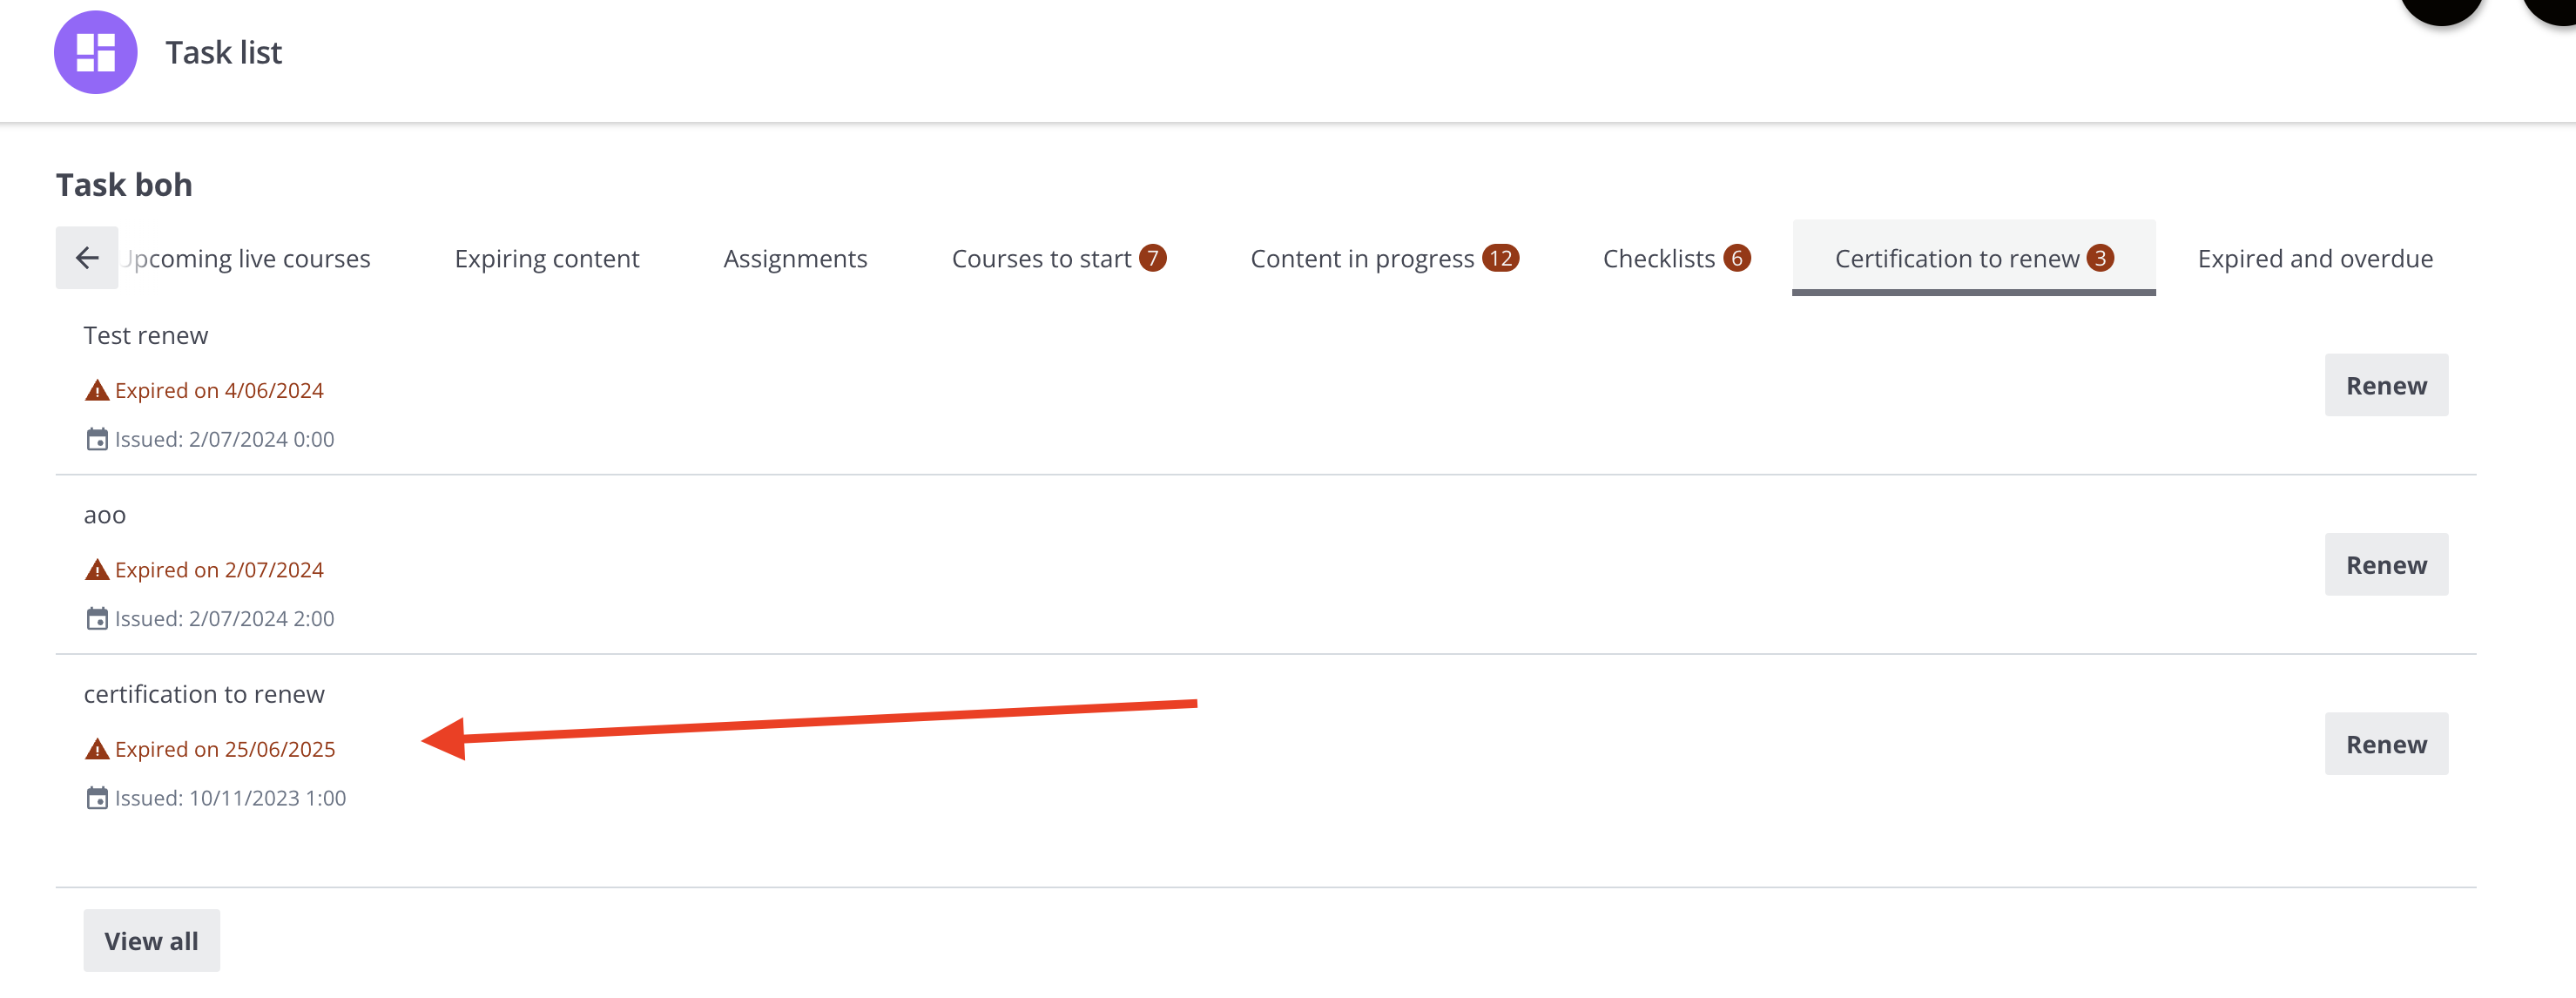 Task list
Task boh
Upcoming live courses Expiring content Assignments Courses to start 7 Content in progress 12 Checklists 6 Certification to renew 3 Expired and overdue
Test renew
Expired on 4/06/2024
Issued: 2/07/2024 0:00
Renew
aoo
Expired on 2/07/2024
Issued: 2/07/2024 2:00
Renew
certification to renew
Expired on 25/06/2025
Issued: 10/11/2023 1:00
Renew
View all